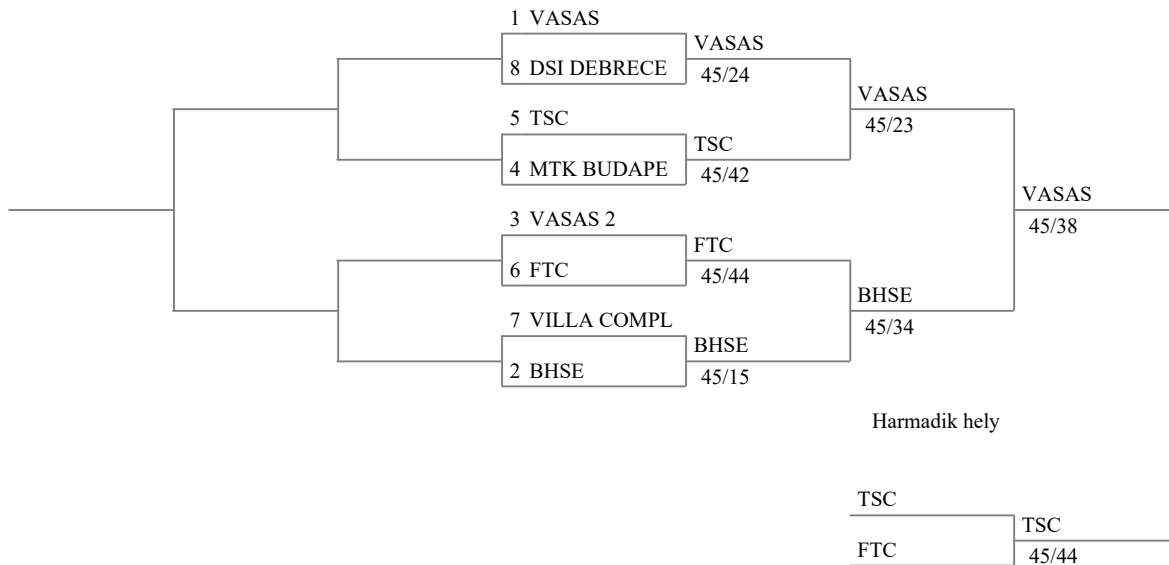 1 VASAS
8 DSI DEBRECE
5 TSC
4 MTK BUDAPE
3 VASAS 2
6 FTC
7 VILLA COMPL
2 BHSE
VASAS
45/24
TSC
45/42
FTC
45/44
BHSE
45/15
VASAS
45/23
BHSE
45/34
VASAS
45/38
Harmadik hely
TSC
FTC
TSC
45/44